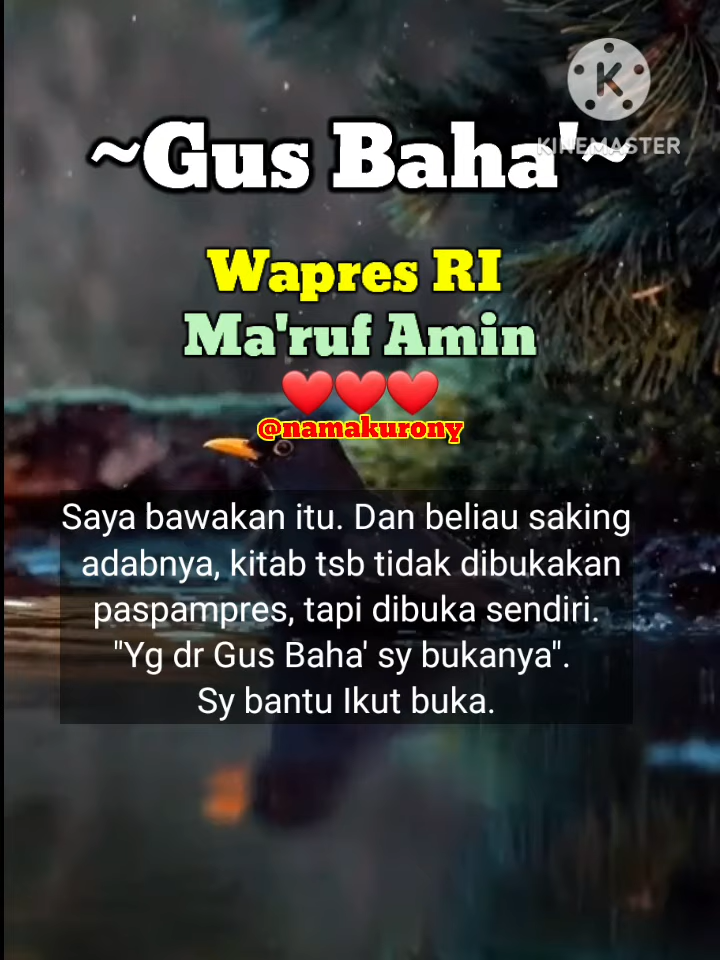 K
KINEMASTER
~Gus Baha'~
Wapres RI
Ma'ruf Amin
@namakurony
Saya bawakan itu. Dan beliau saking
adabnya, kitab tsb tidak dibukakan
paspampres, tapi dibuka sendiri.
"Yg dr Gus Baha' sy bukanya".
Sy bantu Ikut buka.